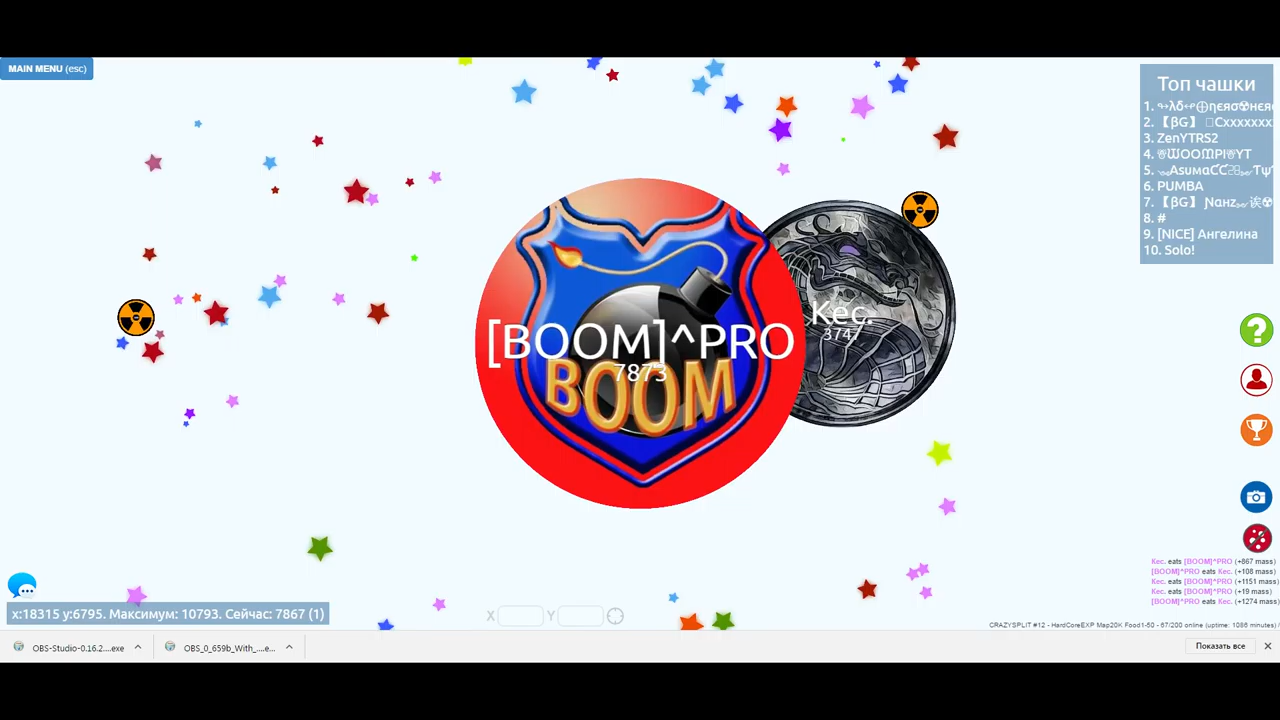 MAIN MENU (esc)
Топ чашки
3. ZenYTRS2
6. PUMBA
8. #
9. [NICE] Ангелина
10. Solo!
[BOOM]^PRO
7873
BOOM
Kec.
3747
Kec. eats [BOOM]^PRO (+867 mass)
[BOOM]^PRO eats Kec. (+108 mass)
Kec. eats [BOOM]^PRO (+1151 mass)
Kec. eats [BOOM]^PRO (+19 mass)
[BOOM]^PRO eats Kec. (+1274 mass)
x:18315 y:6795. Максимум: 10793. Сейчас: 7867 (1)
X
Y
CRAZYSPLIT #12 - HardCoreEXP Map20K Food1-50 - 67/200 online (uptime: 1086 minutes) /
OBS-Studio-0.16.2....exe
OBS_0_659b_With_....e...
Показать все